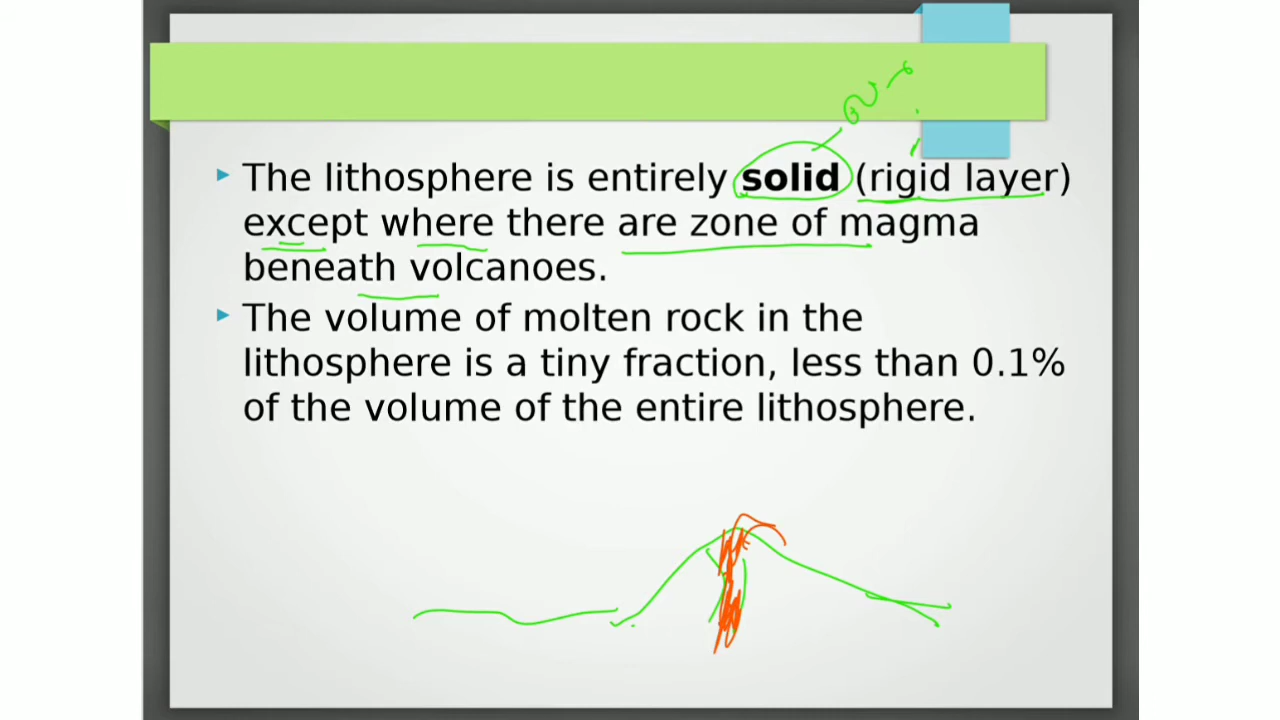 The lithosphere is entirely solid (rigid layer)
except where there are zone of magma
beneath volcanoes.
The volume of molten rock in the
lithosphere is a tiny fraction, less than 0.1%
of the volume of the entire lithosphere.